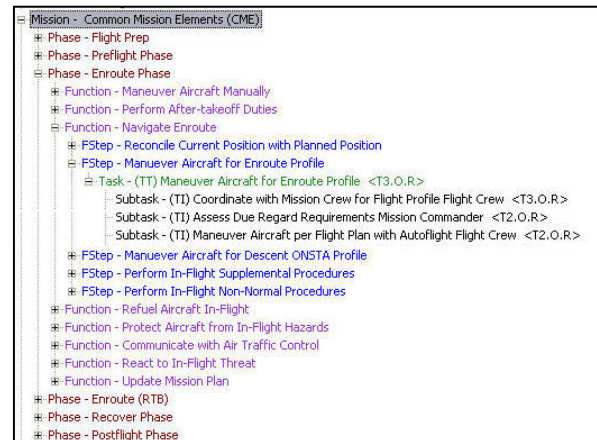 Mission - Common Mission Elements (CME)
Phase - Flight Prep
Phase - Preflight Phase
Phase - Enroute Phase
Function - Maneuver Aircraft Manually
Function - Perform After-takeoff Duties
Function - Navigate Enroute
FStep - Reconcile Current Position with Planned Position
FStep - Manuever Aircraft for Enroute Profile
Task - (TT) Maneuver Aircraft for Enroute Profile <T3.O.R>
Subtask - (TI) Coordinate with Mission Crew for Flight Profile Flight Crew <T3.O.R>
Subtask - (TI) Assess Due Regard Requirements Mission Commander <T2.O.R>
Subtask - (TI) Maneuver Aircraft per Flight Plan with Autoflight Flight Crew <T2.O.R>
FStep - Manuever Aircraft for Descent ONSTA Profile
FStep - Perform In-Flight Supplemental Procedures
FStep - Perform In-Flight Non-Normal Procedures
Function - Refuel Aircraft In-Flight
Function - Protect Aircraft from In-Flight Hazards
Function - Communicate with Air Traffic Control
Function - React to In-Flight Threat
Function - Update Mission Plan
Phase - Enroute (RTB)
Phase - Recover Phase
Phase - Postflight Phase